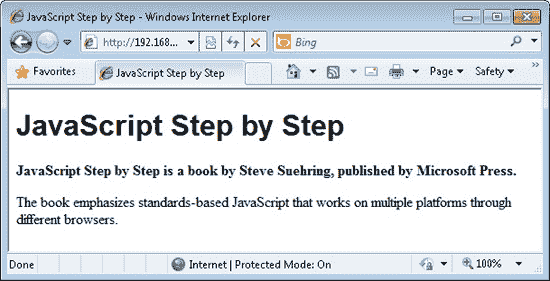 JavaScript Step by Step - Windows Internet Explorer
http://192.168...
Bing
Favorites
JavaScript Step by Step
Page
Safety
»
JavaScript Step by Step
JavaScript Step by Step is a book by Steve Suehring, published by Microsoft Press.
The book emphasizes standards-based JavaScript that works on multiple platforms through
different browsers.
Done
Internet | Protected Mode: On
100%